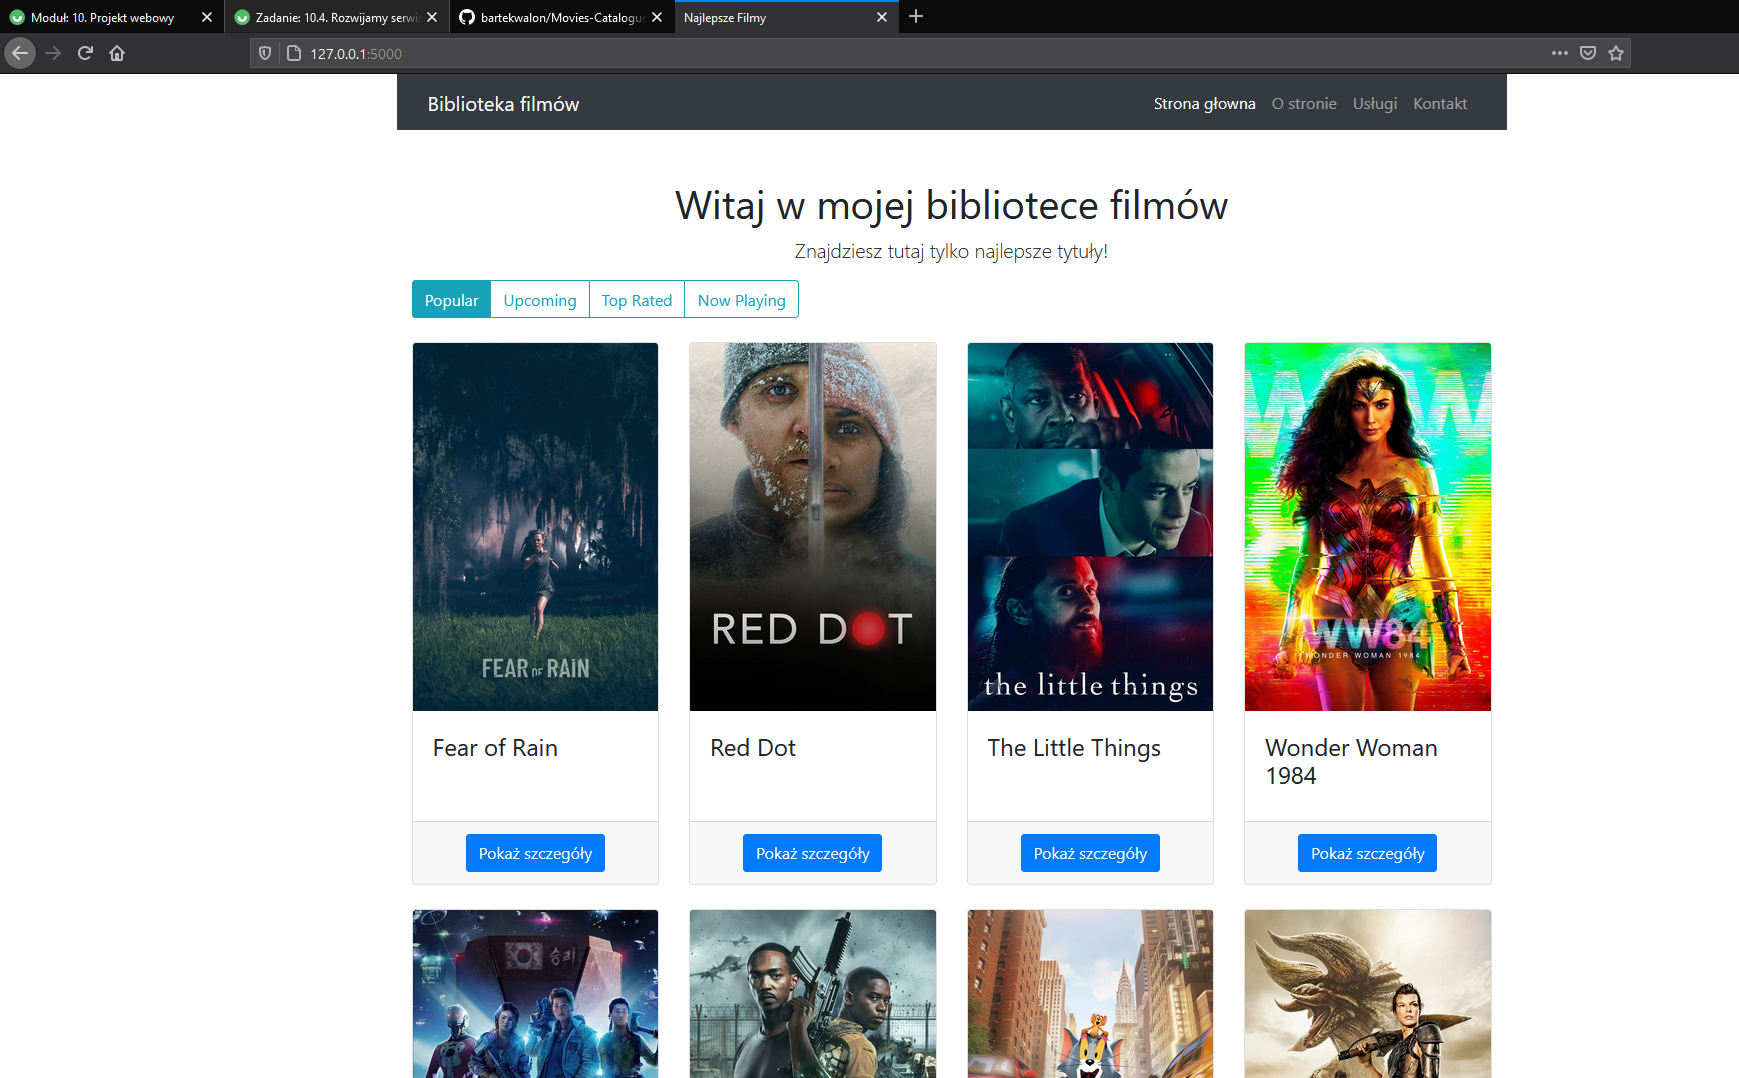 Moduł: 10. Projekt webowy
Zadanie: 10.4. Rozwijamy serwi
bartekwalon/Movies-Catalogue
Najlepsze Filmy
127.0.0.1:5000
Biblioteka filmów
Strona głowna
O stronie
Usługi
Kontakt
Witaj w mojej bibliotece filmów
Znajdziesz tutaj tylko najlepsze tytuły!
Popular
Upcoming
Top Rated
Now Playing
FEAR OF RAIN
RED DOT
the little things
WW
WW84
WONDER WOMAN 1984
Fear of Rain
Red Dot
The Little Things
Wonder Woman
1984
Pokaż szczegóły
Pokaż szczegóły
Pokaż szczegóły
Pokaż szczegóły
승리